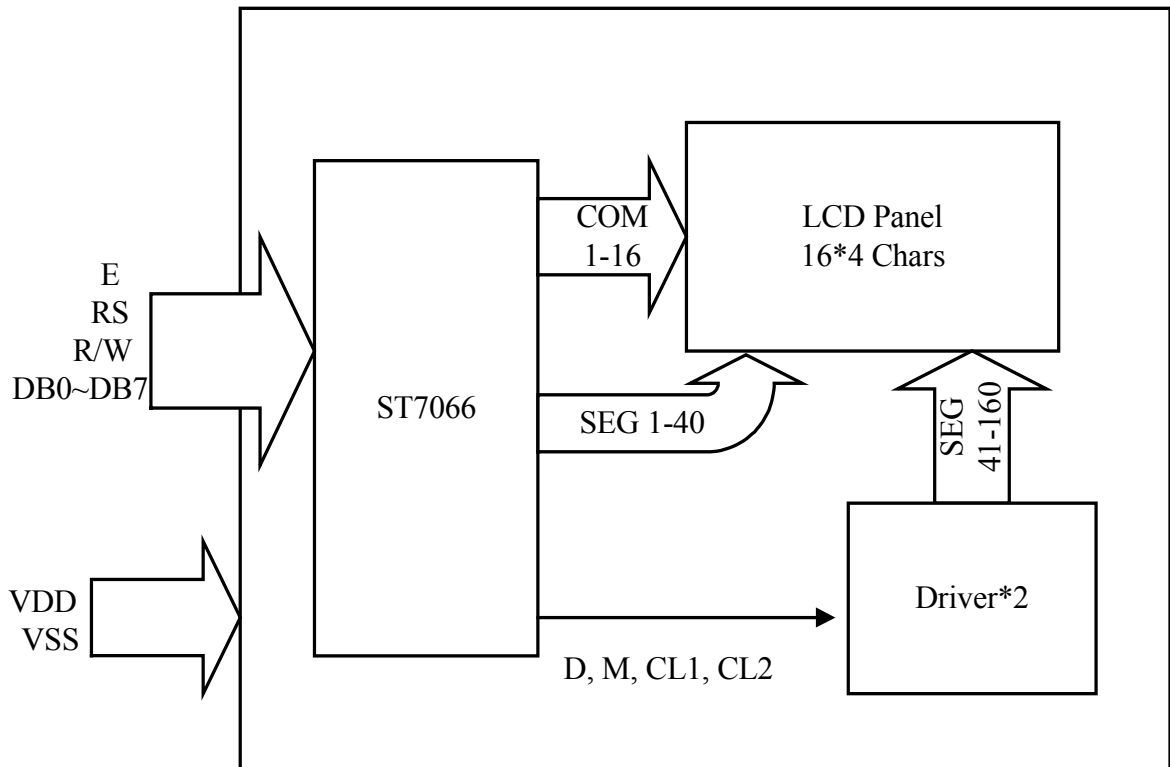 E
RS
R/W
DB0~DB7
VDD
VSS
ST7066
COM
1-16
SEG 1-40
D, M, CL1, CL2
LCD Panel
16*4 Chars
SEG
41-160
Driver*2